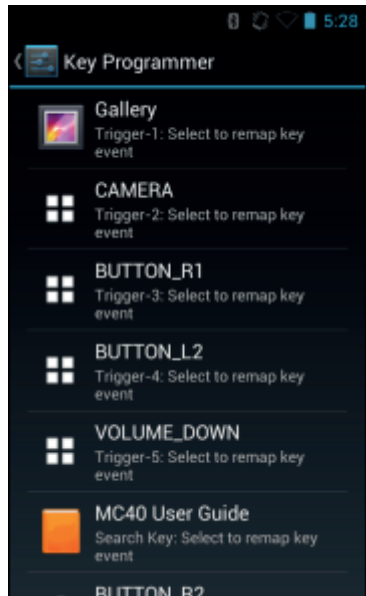 5:28
Key Programmer
Gallery
Trigger-1: Select to remap key
event
CAMERA
Trigger-2: Select to remap key
event
BUTTON_R1
Trigger-3: Select to remap key
event
BUTTON_L2
Trigger-4: Select to remap key
event
VOLUME_DOWN
Trigger-5: Select to remap key
event
MC40 User Guide
Search Key: Select to remap key
event
BUTTON_R2